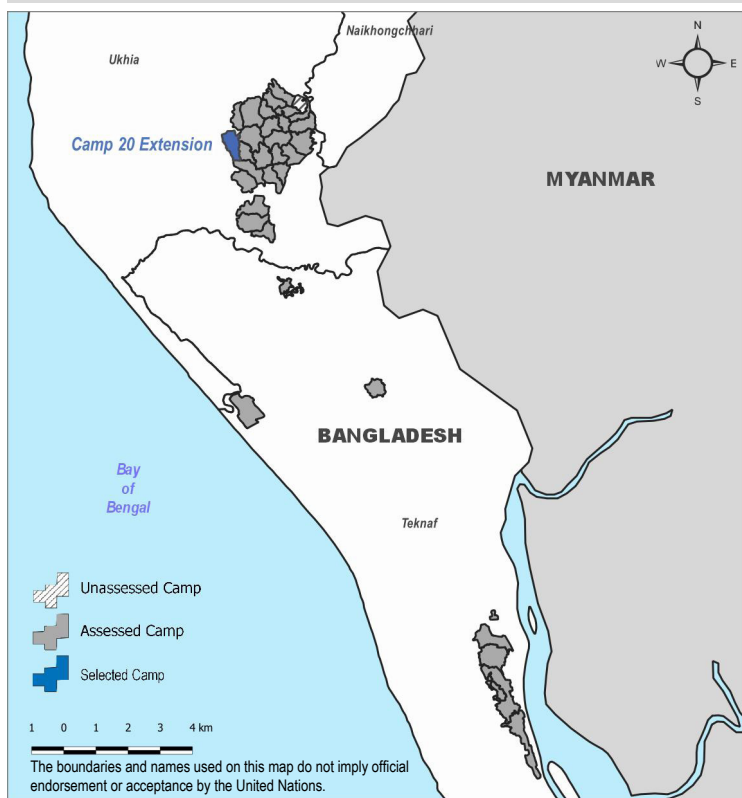 Naikhongchhari
Ukhia
N
W
E
S
Camp 20 Extension
MYANMAR
BANGLADESH
Bay
of
Bengal
Teknaf
Unassessed Camp
Assessed Camp
Selected Camp
1 0 1 2 3 4 km
The boundaries and names used on this map do not imply official
endorsement or acceptance by the United Nations.